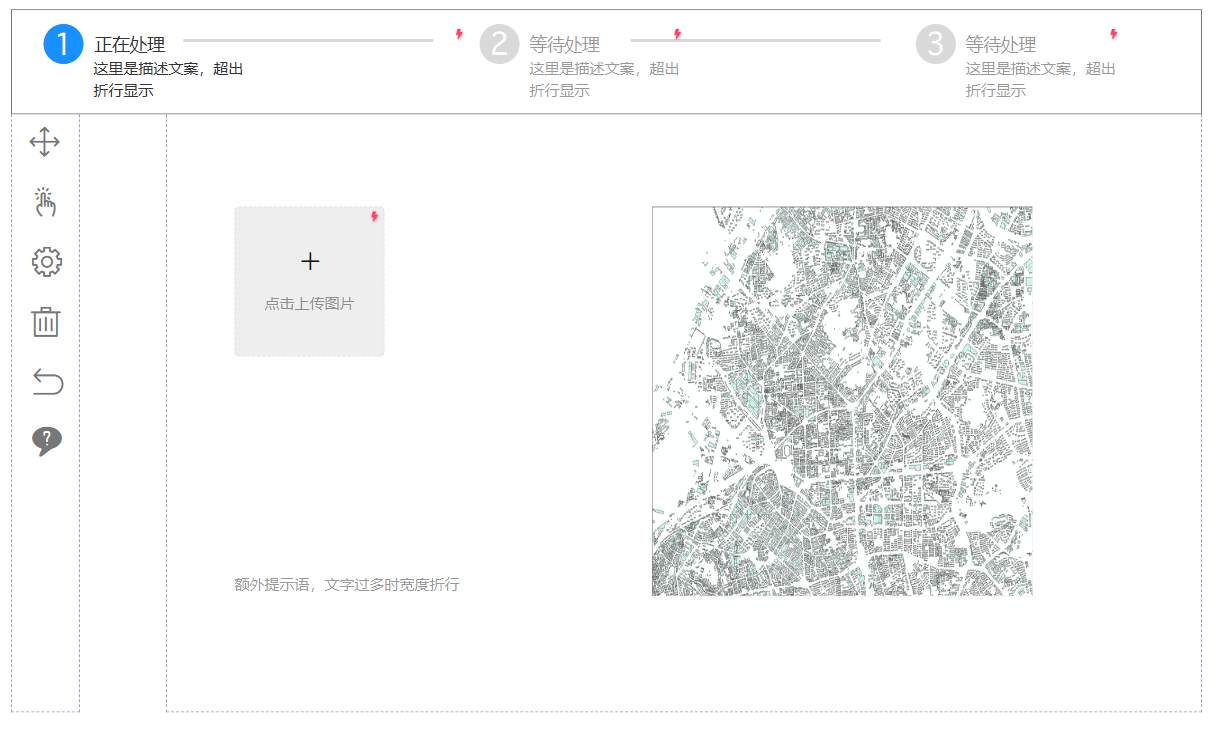 1 正在处理
这里是描述文案，超出
折行显示
2 等待处理
这里是描述文案，超出
折行显示
3 等待处理
这里是描述文案，超出
折行显示
?
点击上传图片
额外提示语，文字过多时宽度折行